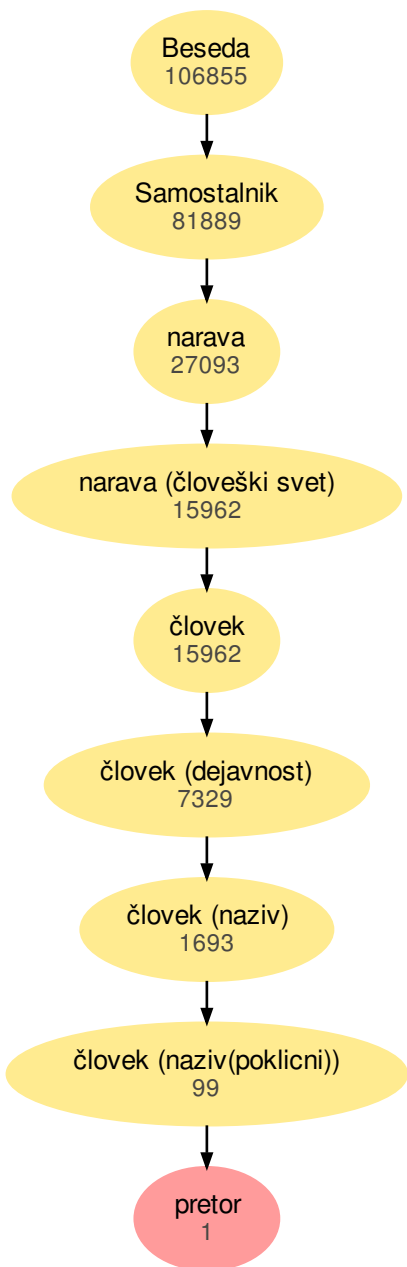 Beseda
106855
Samostalnik
81889
narava
27093
narava (človeški svet)
15962
človek
15962
človek (dejavnost)
7329
človek (naziv)
1693
človek (naziv(poklicni))
99
pretor
1